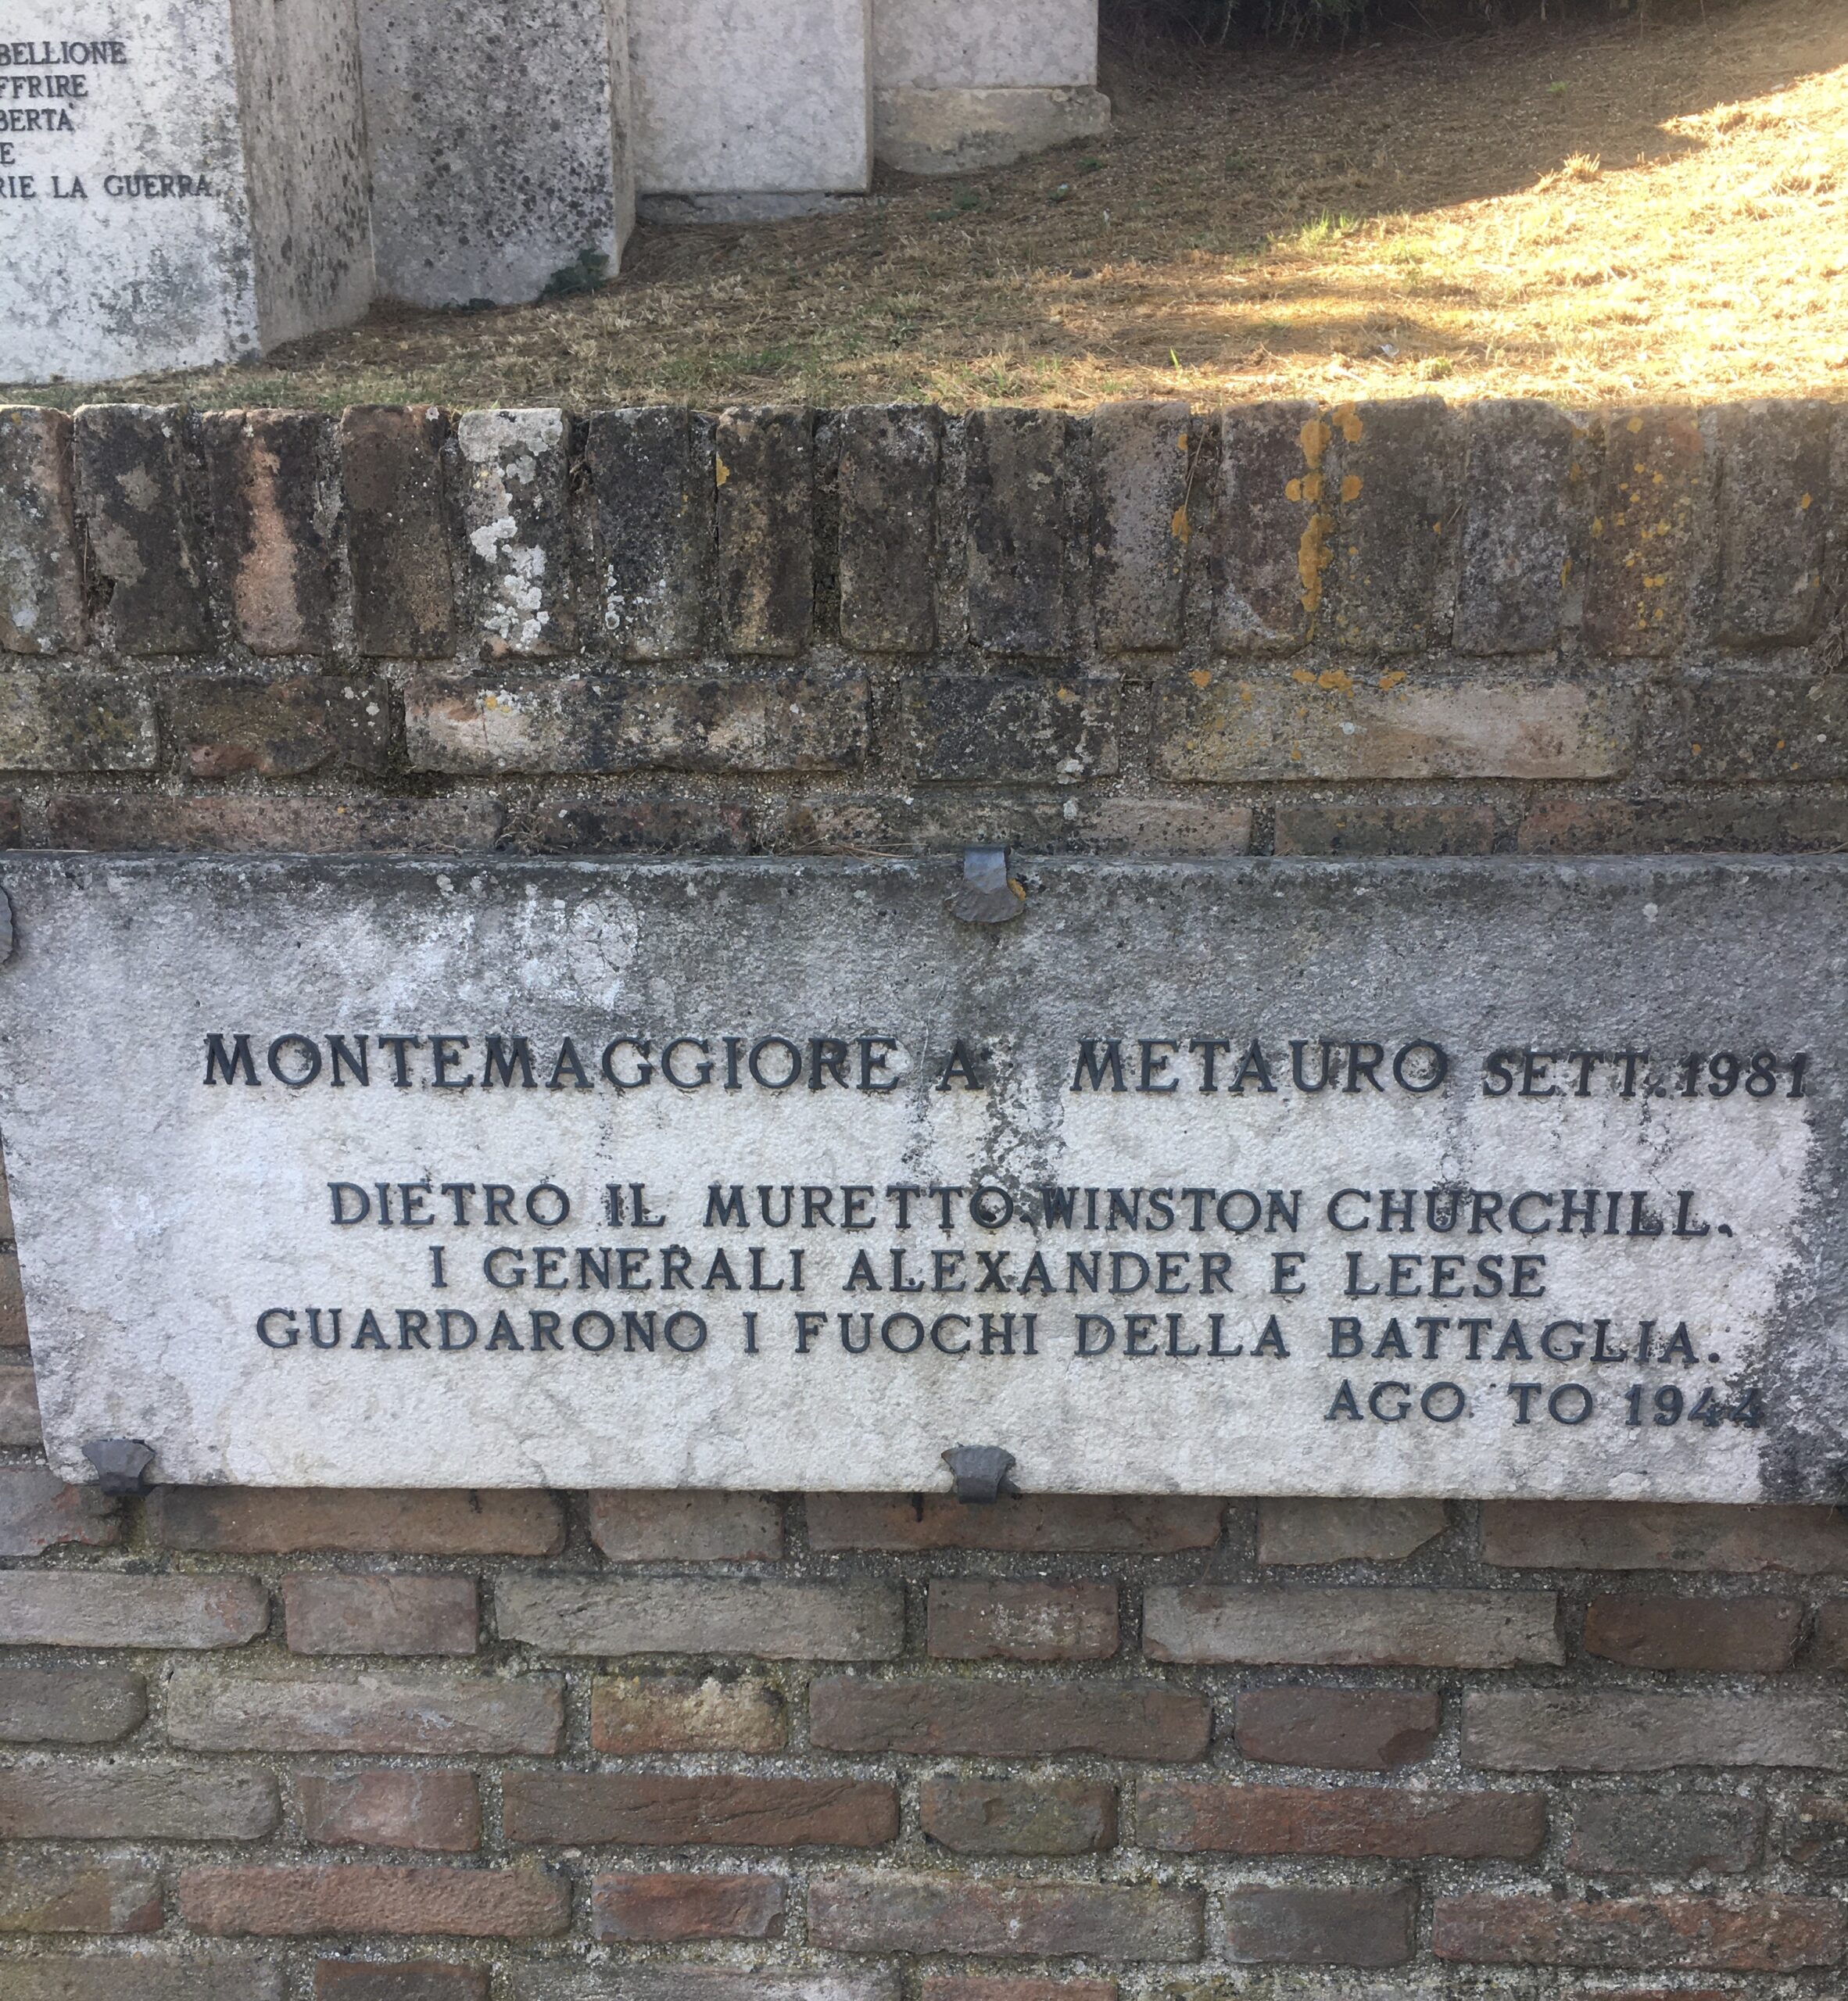 BELLIONE
FFRIRE
BERTÀ
E
RIE LA GUERRA.
MONTEMAGGIORE A METAURO SETT. 1981
DIETRO IL MURETTO, WINSTON CHURCHILL,
I GENERALI ALEXANDER E LEESE
GUARDARONO I FUOCHI DELLA BATTAGLIA.
AGO TO 1944